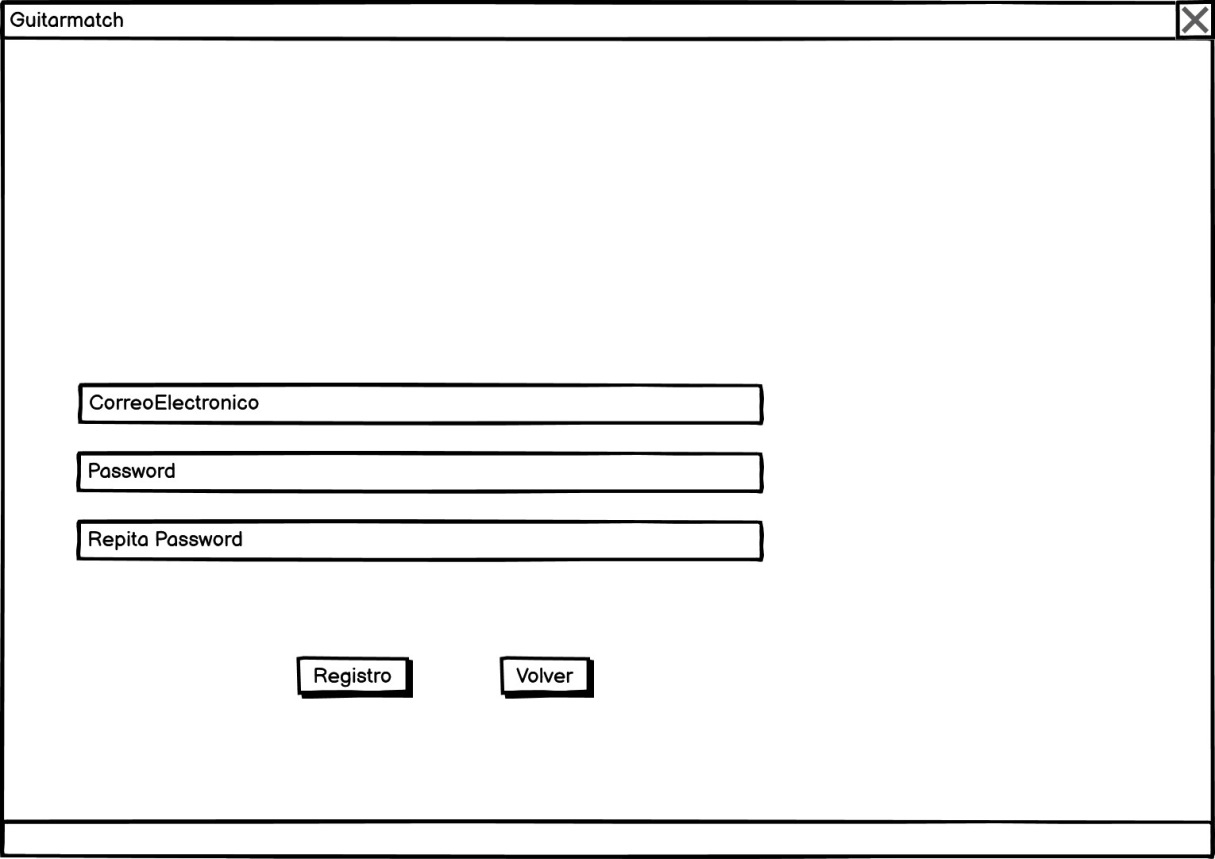 Guitarmatch
CorreoElectronico
Password
Repita Password
Registro
Volver